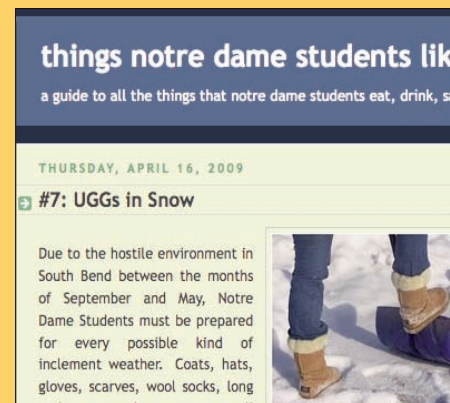 things notre dame students lik
a guide to all the things that notre dame students eat, drink, s
THURSDAY, APRIL 16, 2009
#7: UGGs in Snow
Due to the hostile environment in
South Bend between the months
of September and May, Notre
Dame Students must be prepared
for every possible kind of
inclement weather. Coats, hats,
gloves, scarves, wool socks, long